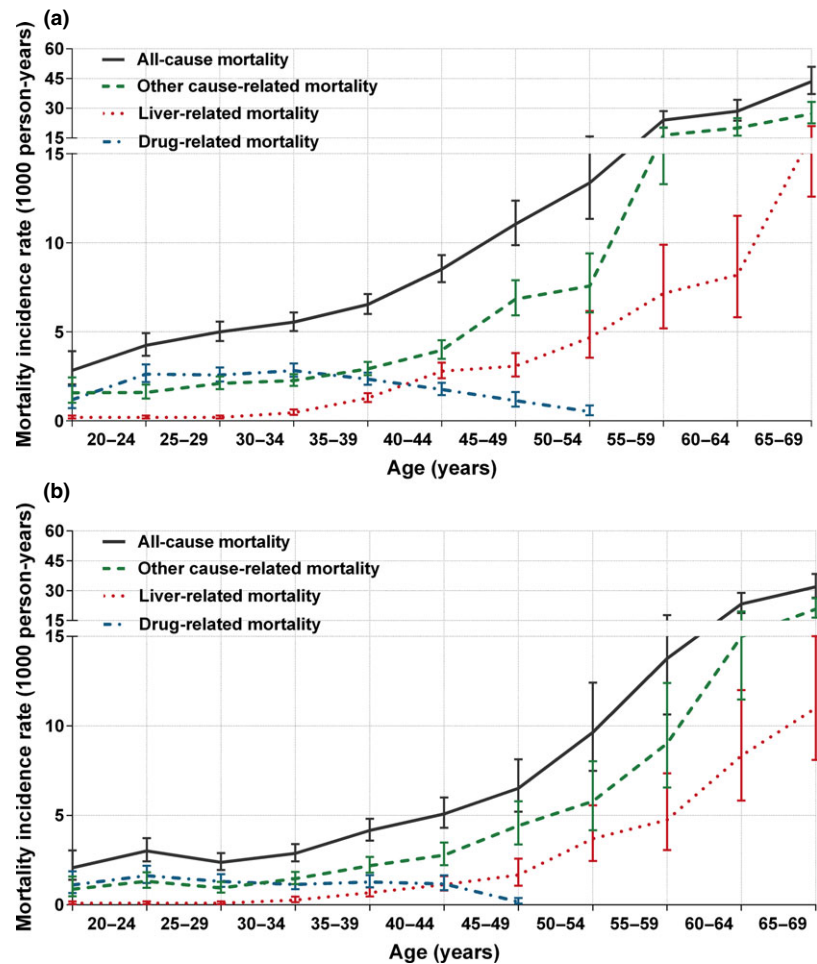 (a)
60
45
30
15
15
10
5
0
Mortality incidence rate (1000 person-years)
All-cause mortality
Other cause-related mortality
Liver-related mortality
Drug-related mortality
20–24 25–29 30–34 35–39 40–44 45–49 50–54 55–59 60–64 65–69
Age (years)
(b)
60
45
30
15
15
10
5
0
Mortality incidence rate (1000 person-years)
All-cause mortality
Other cause-related mortality
Liver-related mortality
Drug-related mortality
20–24 25–29 30–34 35–39 40–44 45–49 50–54 55–59 60–64 65–69
Age (years)